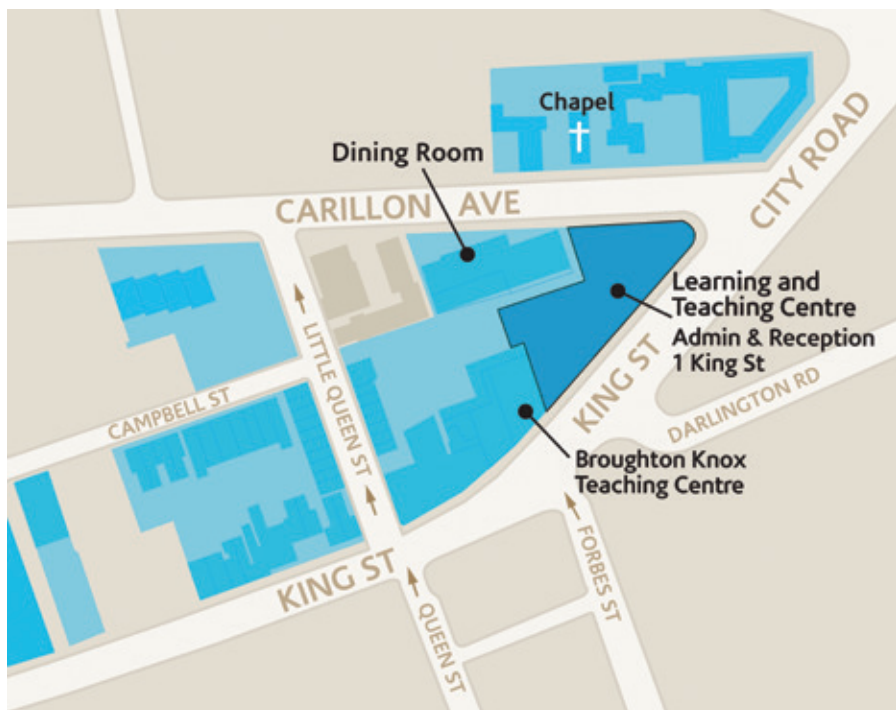 Chapel
Dining Room
CARILLON AVE
CITY ROAD
Learning and
Teaching Centre
Admin & Reception
1 King St
LITTLE QUEEN ST
KING ST
DARLINGTON RD
CAMPBELL ST
Broughton Knox
Teaching Centre
KING ST
FORBES ST
QUEEN ST